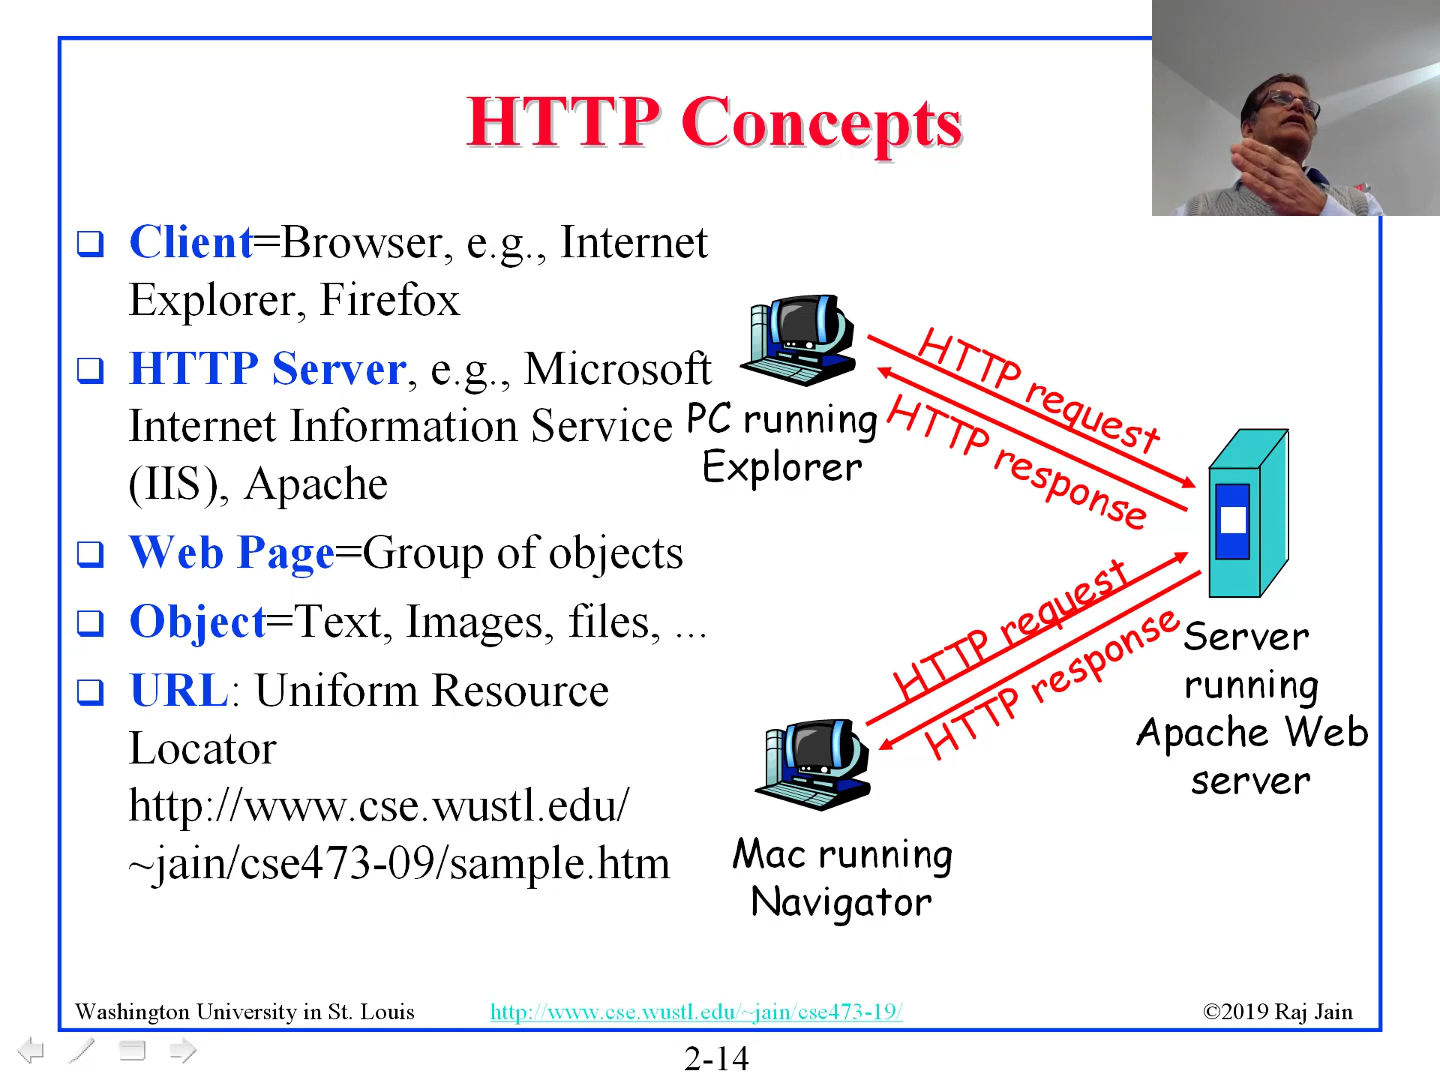 HTTP Concepts
Client=Browser, e.g., Internet
Explorer, Firefox
HTTP Server, e.g., Microsoft
Internet Information Service
(IIS), Apache
Web Page=Group of objects
Object=Text, Images, files, ...
URL: Uniform Resource
Locator
http://www.cse.wustl.edu/
~jain/cse473-09/sample.htm
PC running
Explorer
HTTP request
HTTP response
HTTP request
HTTP response
Server
running
Apache Web
server
Mac running
Navigator
Washington University in St. Louis
http://www.cse.wustl.edu/~jain/cse473-19/
©2019 Raj Jain
2-14